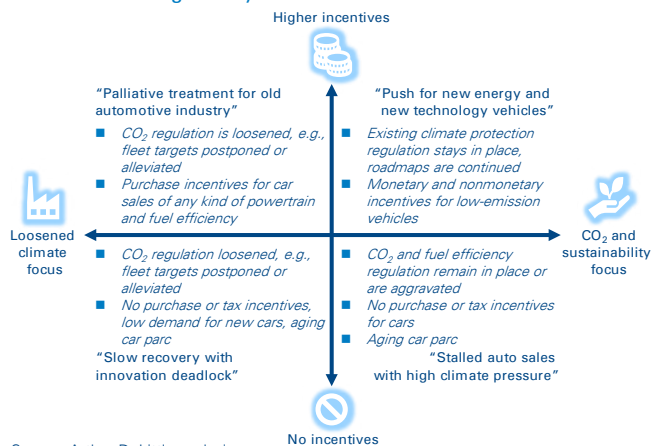 Higher incentives
“Palliative treatment for old
automotive industry”
■ CO2 regulation is loosened, e.g.,
fleet targets postponed or
alleviated
■ Purchase incentives for car
sales of any kind of powertrain
and fuel efficiency
“Push for new energy and
new technology vehicles”
■ Existing climate protection
regulation stays in place,
roadmaps are continued
■ Monetary and nonmonetary
incentives for low-emission
vehicles
Loosened
climate
focus
CO2 and
sustainability
focus
■ CO2 regulation loosened, e.g.,
fleet targets postponed or
alleviated
■ No purchase or tax incentives,
low demand for new cars, aging
car parc
“Slow recovery with
innovation deadlock”
■ CO2 and fuel efficiency
regulation remain in place or
are aggravated
■ No purchase or tax incentives
for cars
■ Aging car parc
“Stalled auto sales
with high climate pressure”
No incentives